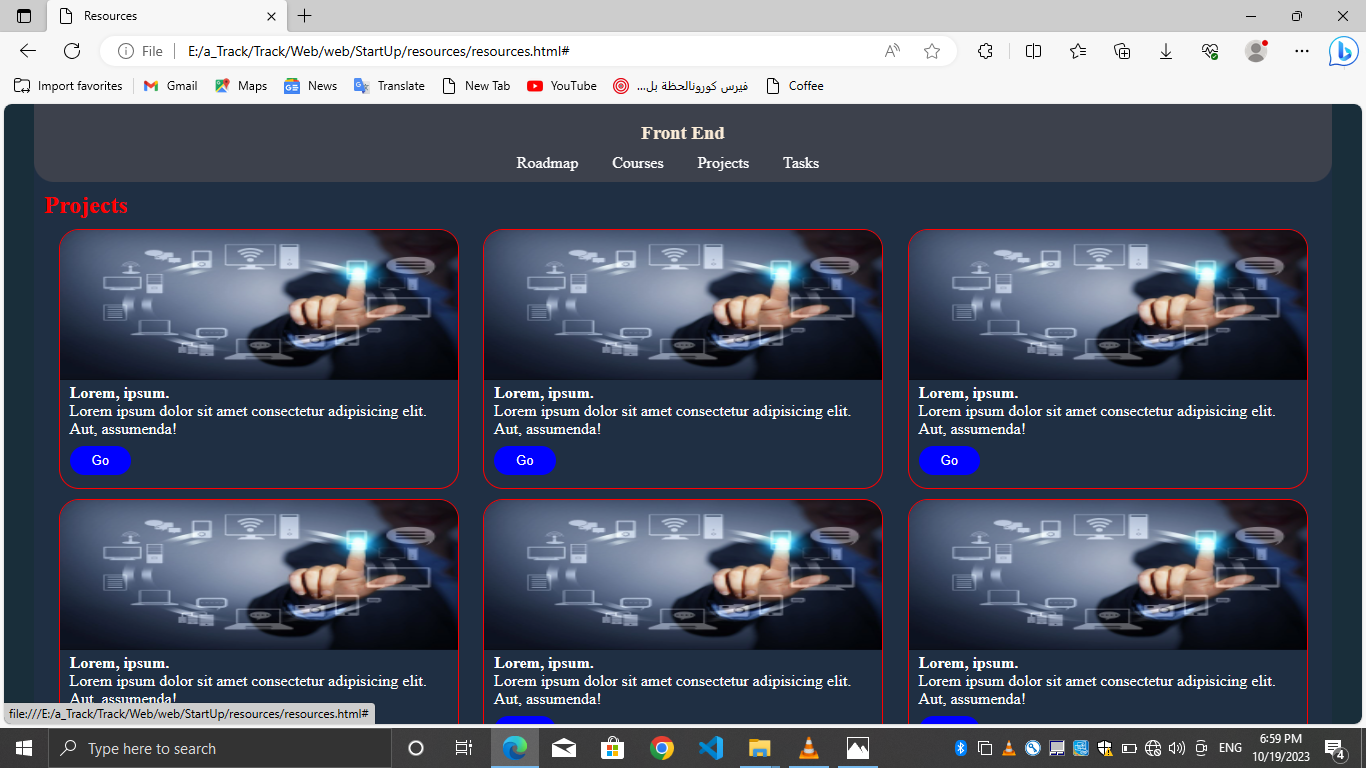 Resources
File
E:/a_Track/Track/Web/web/StartUp/resources/resources.html#
Import favorites
Gmail
Maps
News
Translate
New Tab
YouTube
فيرس كورونالحظة بل...
Coffee
Front End
Roadmap Courses Projects Tasks
Projects
Lorem, ipsum.
Lorem ipsum dolor sit amet consectetur adipisicing elit.
Aut, assumenda!
Go
Lorem, ipsum.
Lorem ipsum dolor sit amet consectetur adipisicing elit.
Aut, assumenda!
Go
Lorem, ipsum.
Lorem ipsum dolor sit amet consectetur adipisicing elit.
Aut, assumenda!
Go
Lorem, ipsum.
Lorem ipsum dolor sit amet consectetur adipisicing elit.
Aut, assumenda!
Lorem, ipsum.
Lorem ipsum dolor sit amet consectetur adipisicing elit.
Aut, assumenda!
Lorem, ipsum.
Lorem ipsum dolor sit amet consectetur adipisicing elit.
Aut, assumenda!
file:///E:/a_Track/Track/Web/web/StartUp/resources/resources.html#
Type here to search
ENG
6:59 PM
10/19/2023
4